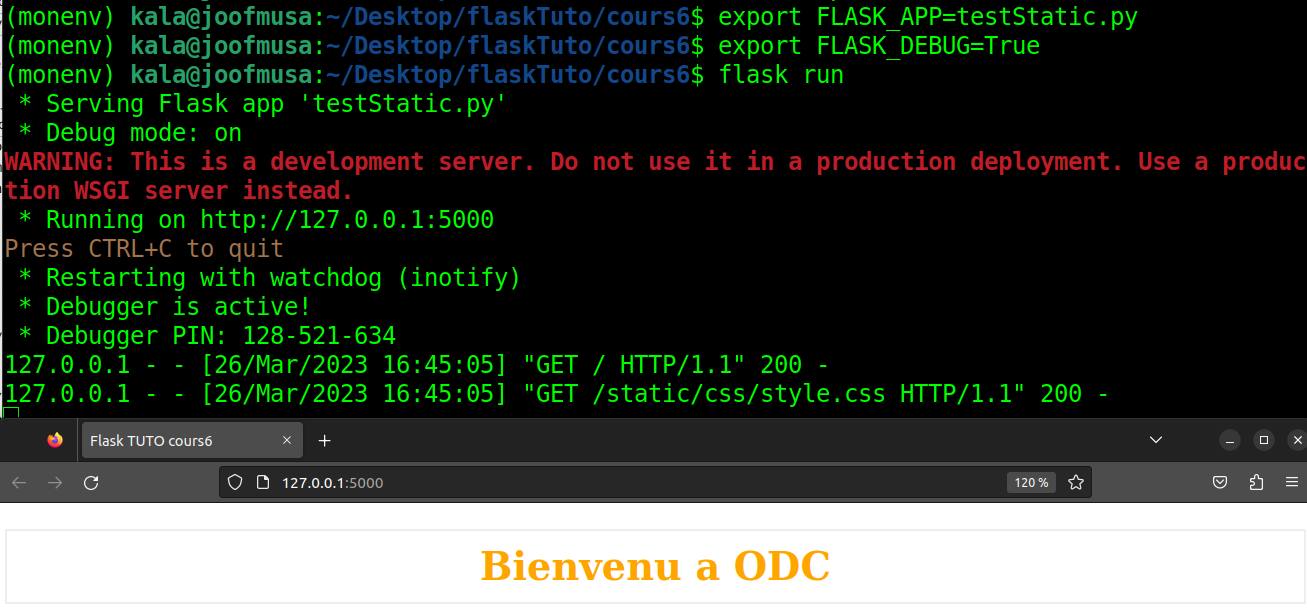 (monenv) kala@joofmusa:~/Desktop/flaskTuto/cours6$ export FLASK_APP=testStatic.py
(monenv) kala@joofmusa:~/Desktop/flaskTuto/cours6$ export FLASK_DEBUG=True
(monenv) kala@joofmusa:~/Desktop/flaskTuto/cours6$ flask run
 * Serving Flask app 'testStatic.py'
 * Debug mode: on
WARNING: This is a development server. Do not use it in a production deployment. Use a produc
tion WSGI server instead.
 * Running on http://127.0.0.1:5000
Press CTRL+C to quit
 * Restarting with watchdog (inotify)
 * Debugger is active!
 * Debugger PIN: 128-521-634
127.0.0.1 - - [26/Mar/2023 16:45:05] "GET / HTTP/1.1" 200 -
127.0.0.1 - - [26/Mar/2023 16:45:05] "GET /static/css/style.css HTTP/1.1" 200 -
Flask TUTO cours6
127.0.0.1:5000 120 %
Bienvenu a ODC